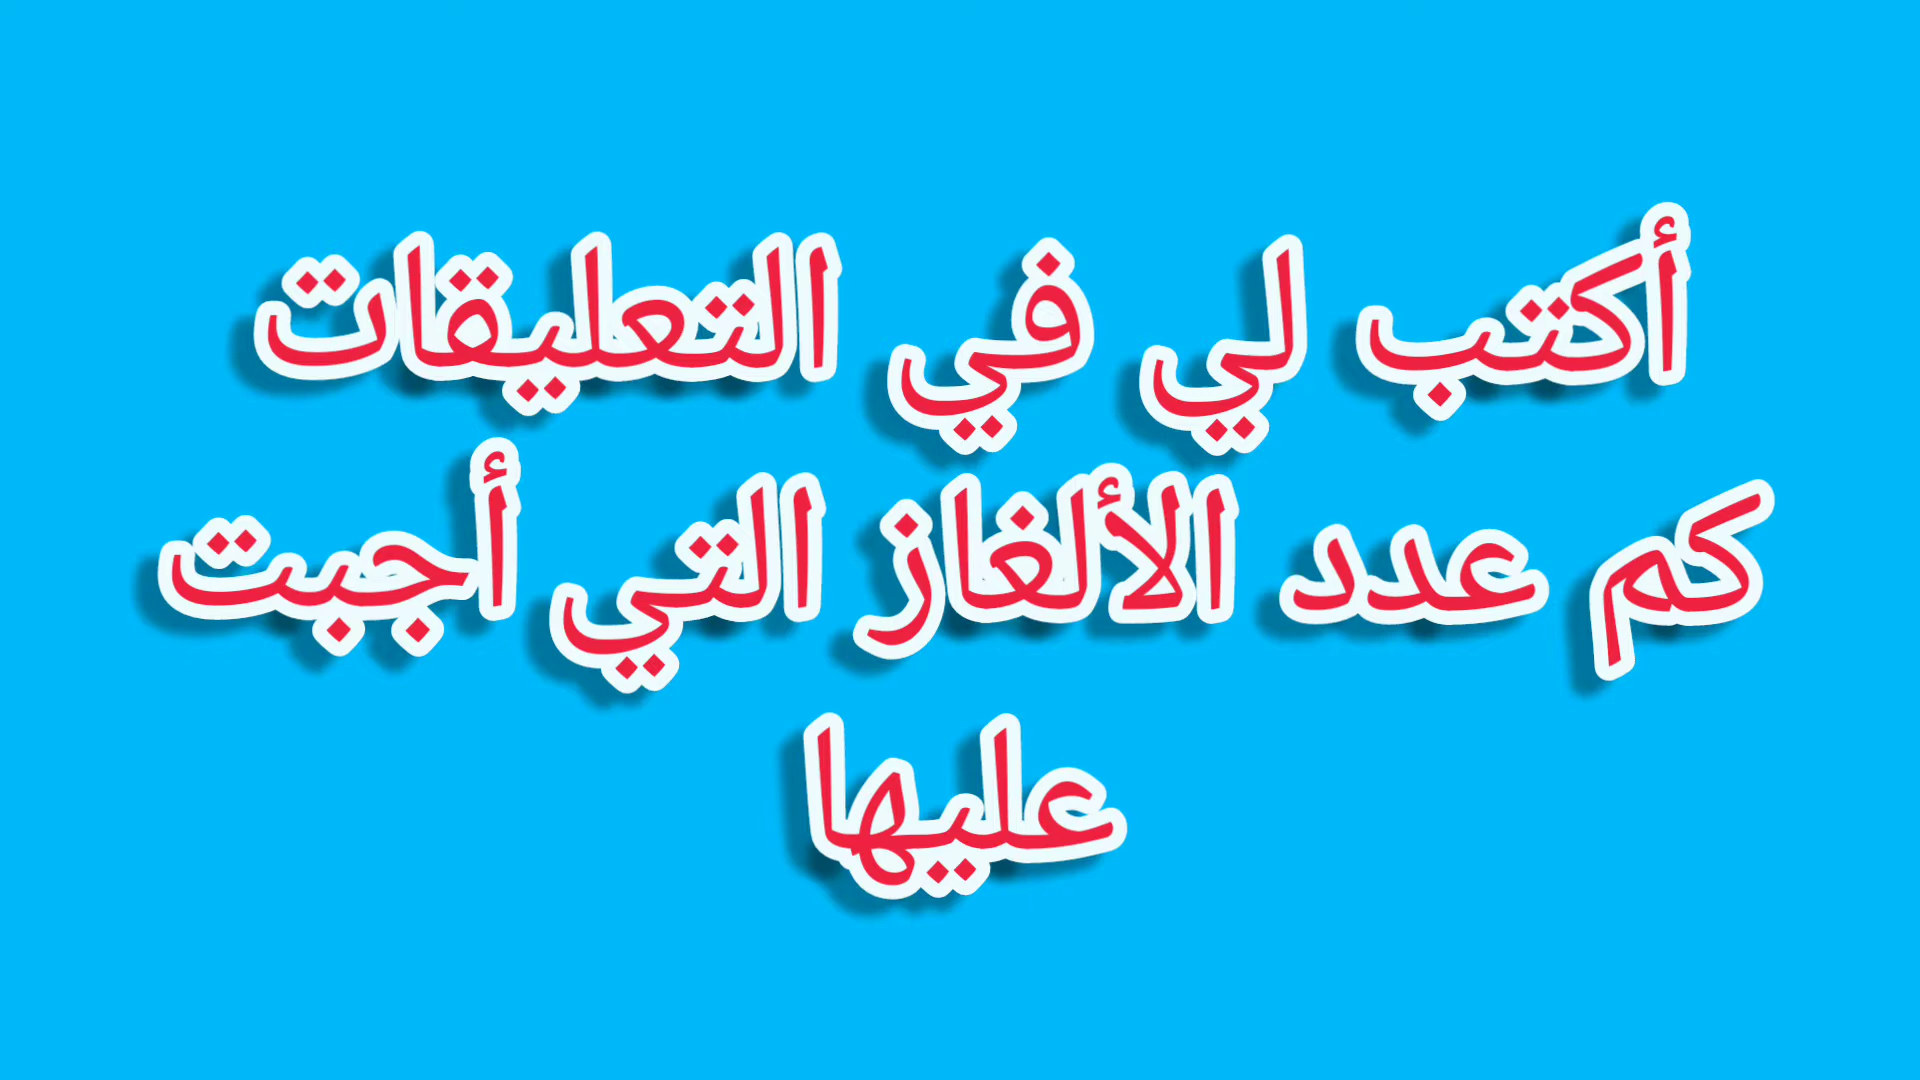 أكتب لي في التعليقات
كم عدد الألغاز التي أجبت
عليها